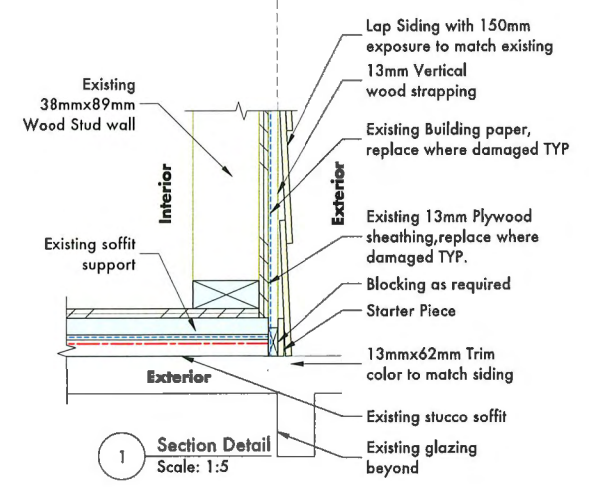 Lap Siding with 150mm
exposure to match existing
13mm Vertical
wood strapping
Existing
38mmx89mm
Wood Stud wall
Existing Building paper,
replace where damaged TYP
Interior
Exterior
Existing 13mm Plywood
sheathing,replace where
damaged TYP.
Existing soffit
support
Blocking as required
Starter Piece
13mmx62mm Trim
color to match siding
Exterior
Existing stucco soffit
Existing glazing
beyond
1
Section Detail
Scale: 1:5